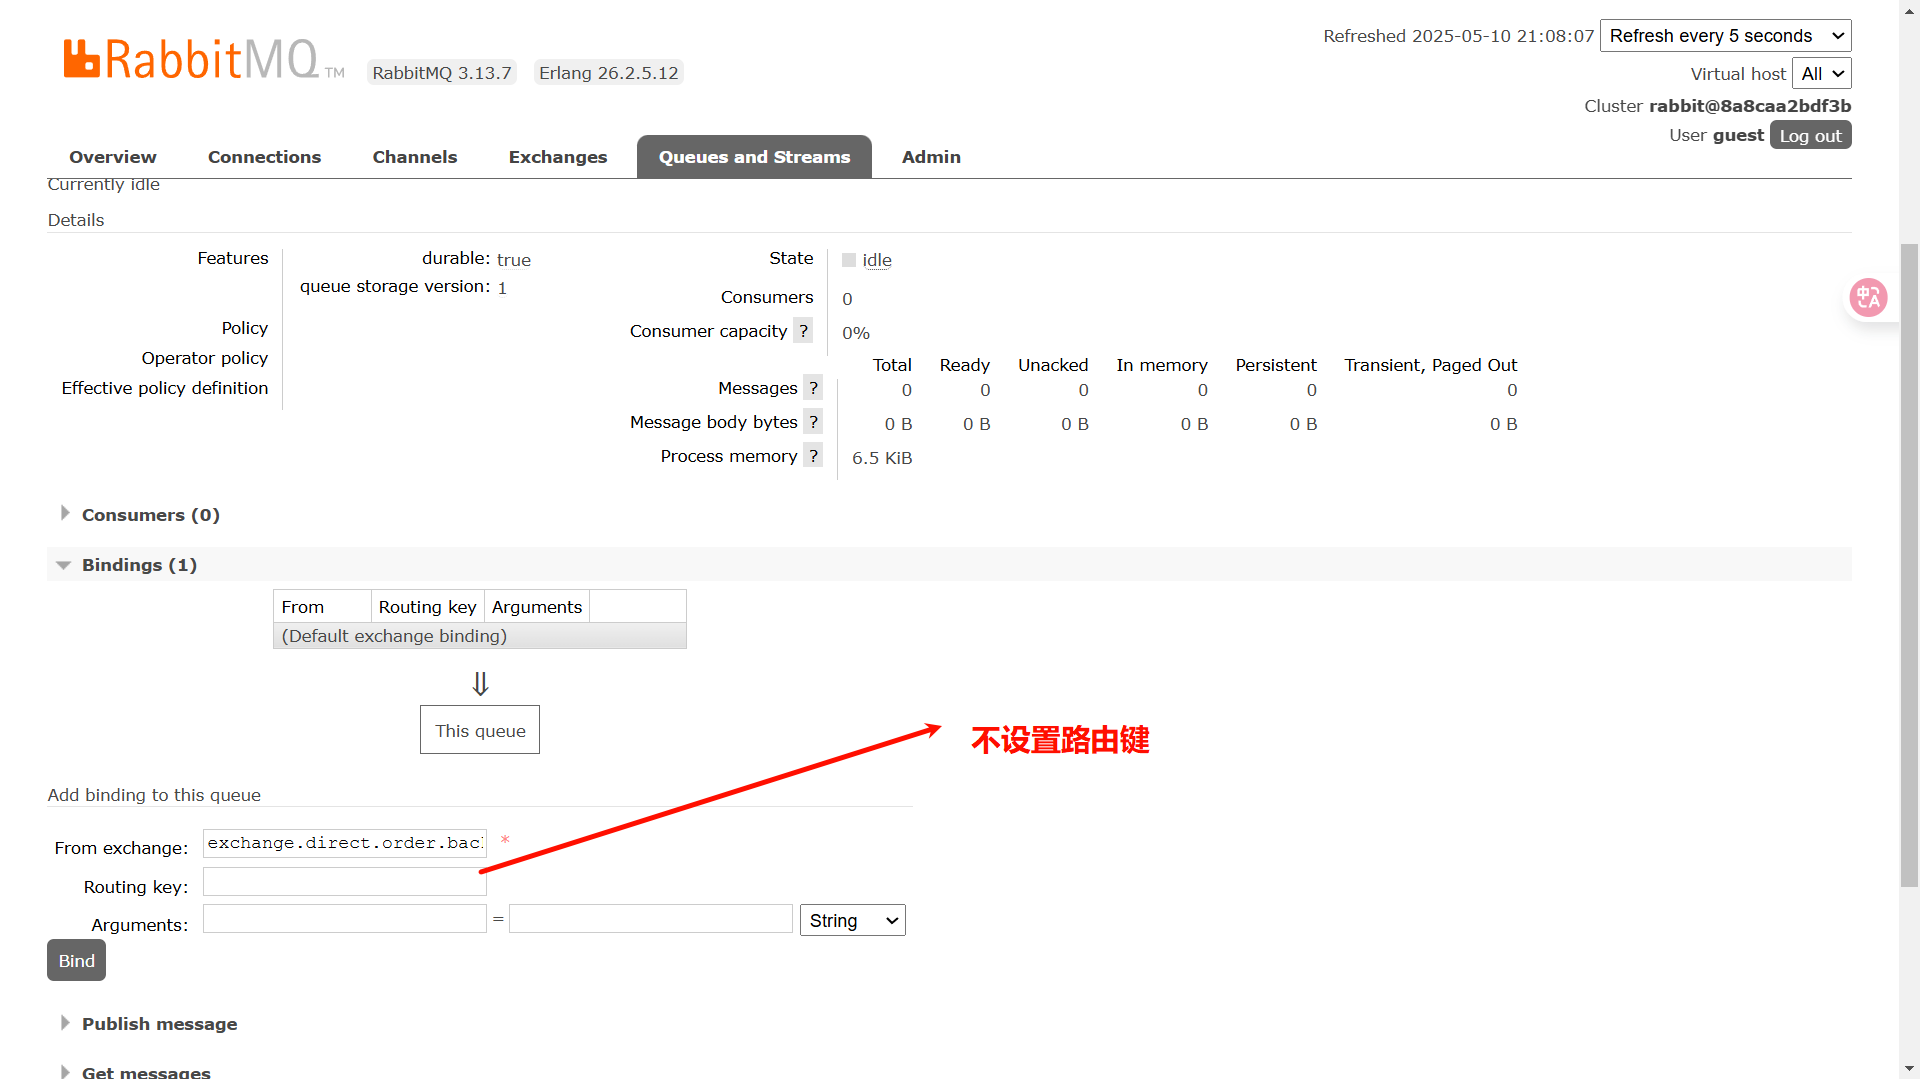 RabbitMQ TM
RabbitMQ 3.13.7
Erlang 26.2.5.12
Refreshed 2025-05-10 21:08:07
Refresh every 5 seconds
Virtual host
All
Cluster rabbit@8a8caa2bdf3b
User guest
Log out
Overview
Connections
Channels
Exchanges
Queues and Streams
Admin
Currently idle
Details
Features
durable: true
queue storage version: 1
Policy
Operator policy
Effective policy definition
State
idle
Consumers
0
Consumer capacity ?
0%
Total Ready Unacked In memory Persistent Transient, Paged Out
Messages ? 0 0 0 0 0 0
Message body bytes ? 0 B 0 B 0 B 0 B 0 B 0 B
Process memory ? 6.5 KiB
Consumers (0)
Bindings (1)
From Routing key Arguments
(Default exchange binding)
⇓
This queue
不设置路由键
Add binding to this queue
From exchange: exchange.direct.order.bac *
Routing key:
Arguments: = String
Bind
Publish message
Get messages
中 A